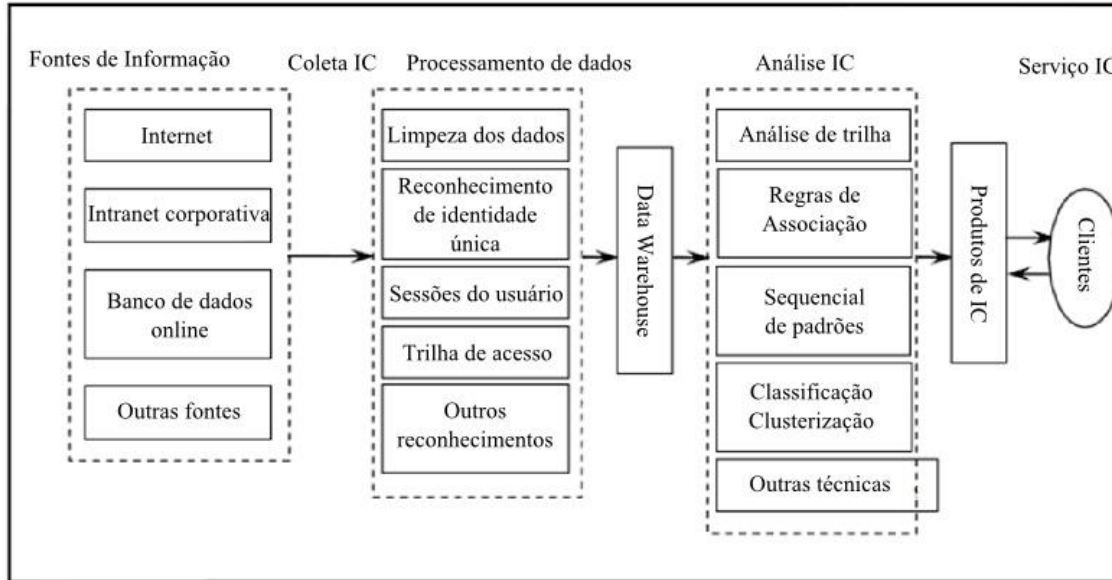 Fontes de Informação
Coleta IC
Processamento de dados
Análise IC
Serviço IC
Internet
Intranet corporativa
Banco de dados
online
Outras fontes
Limpeza dos dados
Reconhecimento
de identidade
única
Sessões do usuário
Trilha de acesso
Outros
reconhecimentos
Data Warehouse
Análise de trilha
Regras de
Associação
Sequencial
de padrões
Classificação
Clusterização
Outras técnicas
Produtos de IC
Clientes